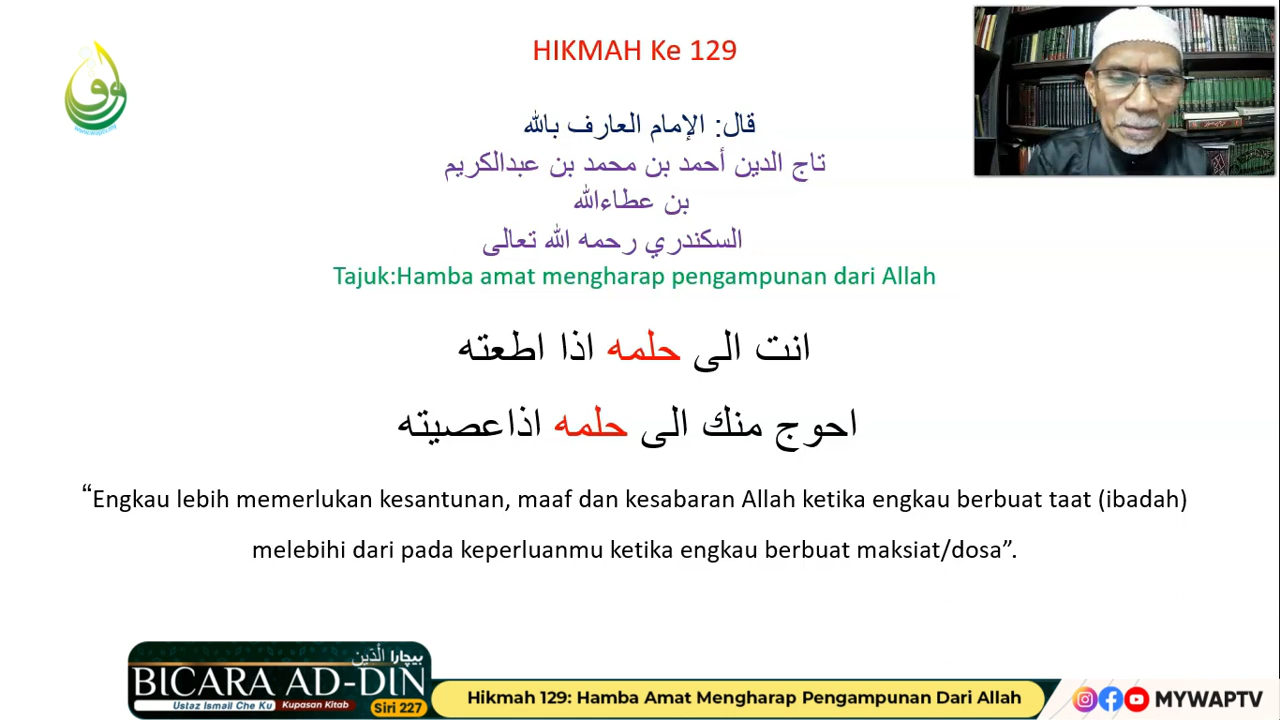 HIKMAH Ke 129
قال: الإمام العارف بالله
تاج الدين أحمد بن محمد بن عبدالكريم
بن عطاءالله
السكندري رحمه الله تعالى
Tajuk:Hamba amat mengharap pengampunan dari Allah
انت الى حلمه اذا اطعته
احوج منك الى حلمه اذاعصيته
“Engkau lebih memerlukan kesantunan, maaf dan kesabaran Allah ketika engkau berbuat taat (ibadah)
melebihi dari pada keperluanmu ketika engkau berbuat maksiat/dosa”.
بيچارا الدّين
BICARA AD-DIN
Ustaz Ismail Che Ku Kupasan Kitab Siri 227
Hikmah 129: Hamba Amat Mengharap Pengampunan Dari Allah
MYWAPTV